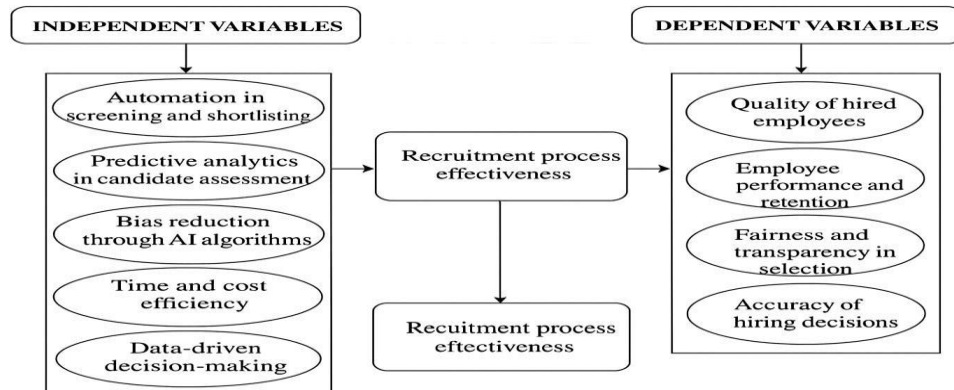 INDEPENDENT VARIABLES
Automation in
screening and shortlisting
Predictive analytics
in candidate assessment
Bias reduction
through AI algorithms
Time and cost
efficiency
Data-driven
decision-making
Recruitment process
effectiveness
Recruitment process
eftectiveness
DEPENDENT VARIABLES
Quality of hired
employees
Employee
performance and
retention
Fairness and
transparency in
selection
Accuracy of
hiring decisions